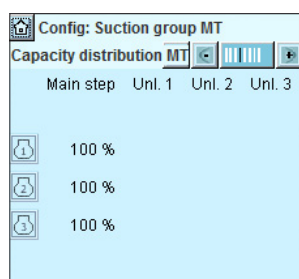 Config: Suction group MT
Capacity distribution MT
Main step Unl. 1 Unl. 2 Unl. 3
1 100 %
2 100 %
3 100 %